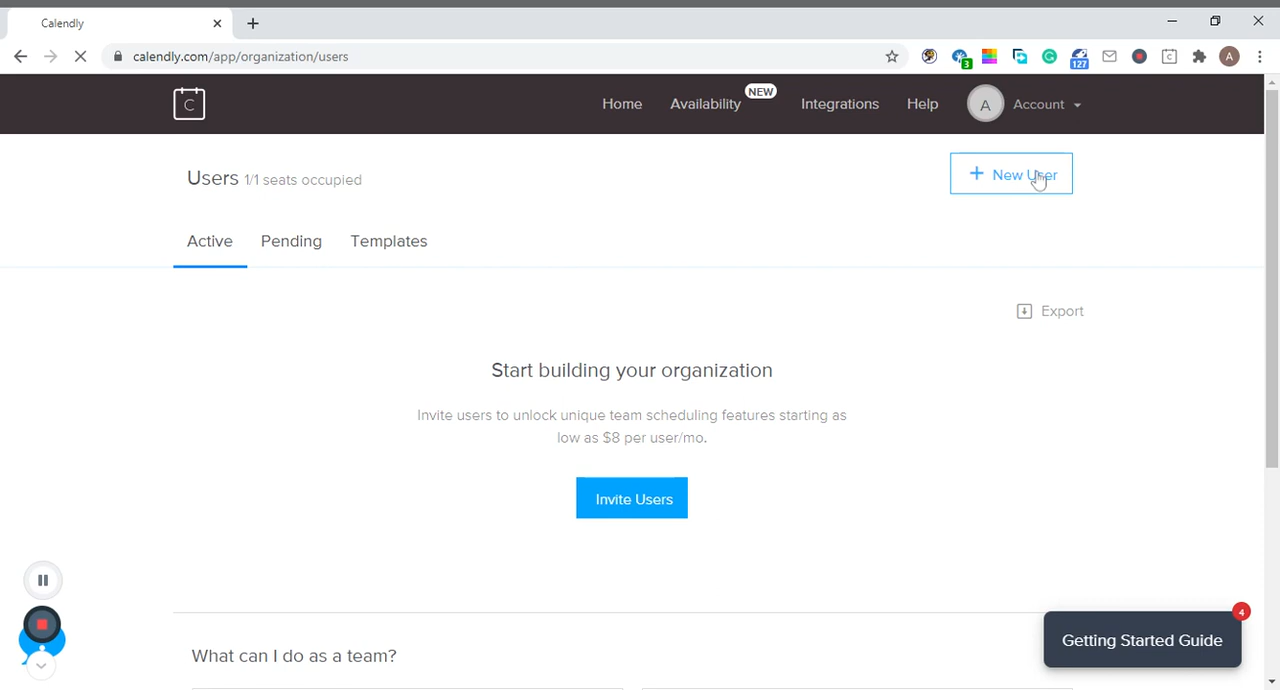 Calendly
calendly.com/app/organization/users
3
127
C
A
C
Home
Availability
NEW
Integrations
Help
A
Account
Users 1/1 seats occupied
+ New User
Active
Pending
Templates
Export
Start building your organization
Invite users to unlock unique team scheduling features starting as
low as $8 per user/mo.
Invite Users
4
Getting Started Guide
What can I do as a team?